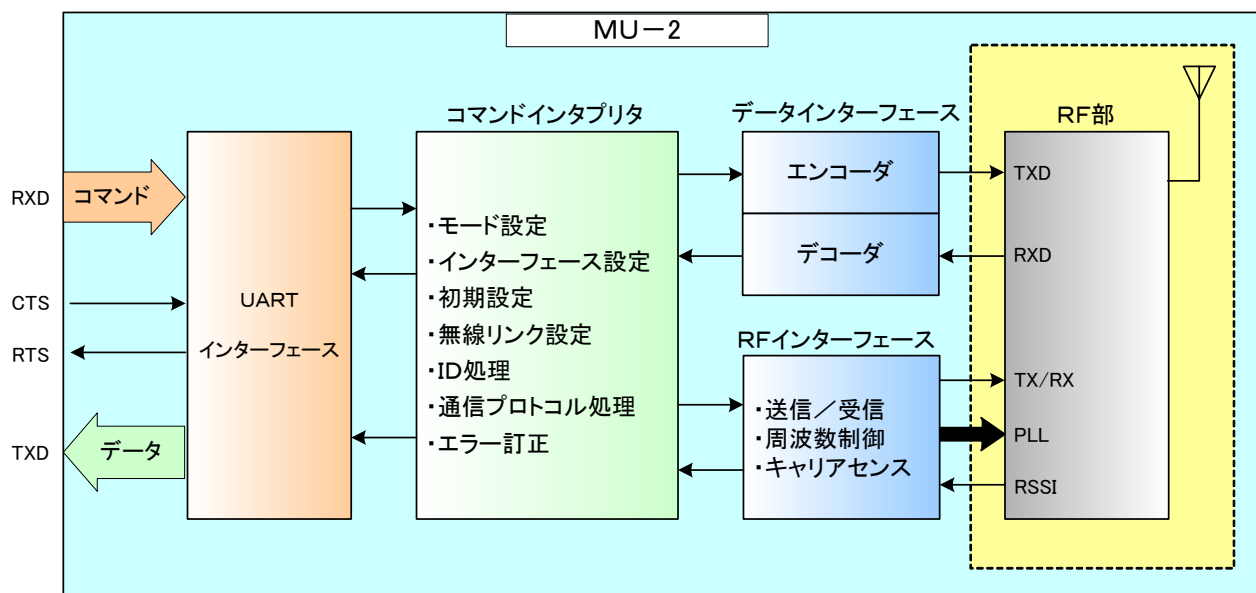 MU－2
コマンドインタプリタ
データインターフェース
RF部
RXD
コマンド
CTS
RTS
TXD
データ
UART
インターフェース
・モード設定
・インターフェース設定
・初期設定
・無線リンク設定
・ID処理
・通信プロトコル処理
・エラー訂正
エンコーダ
デコーダ
RFインターフェース
・送信／受信
・周波数制御
・キャリアセンス
TXD
RXD
TX/RX
PLL
RSSI